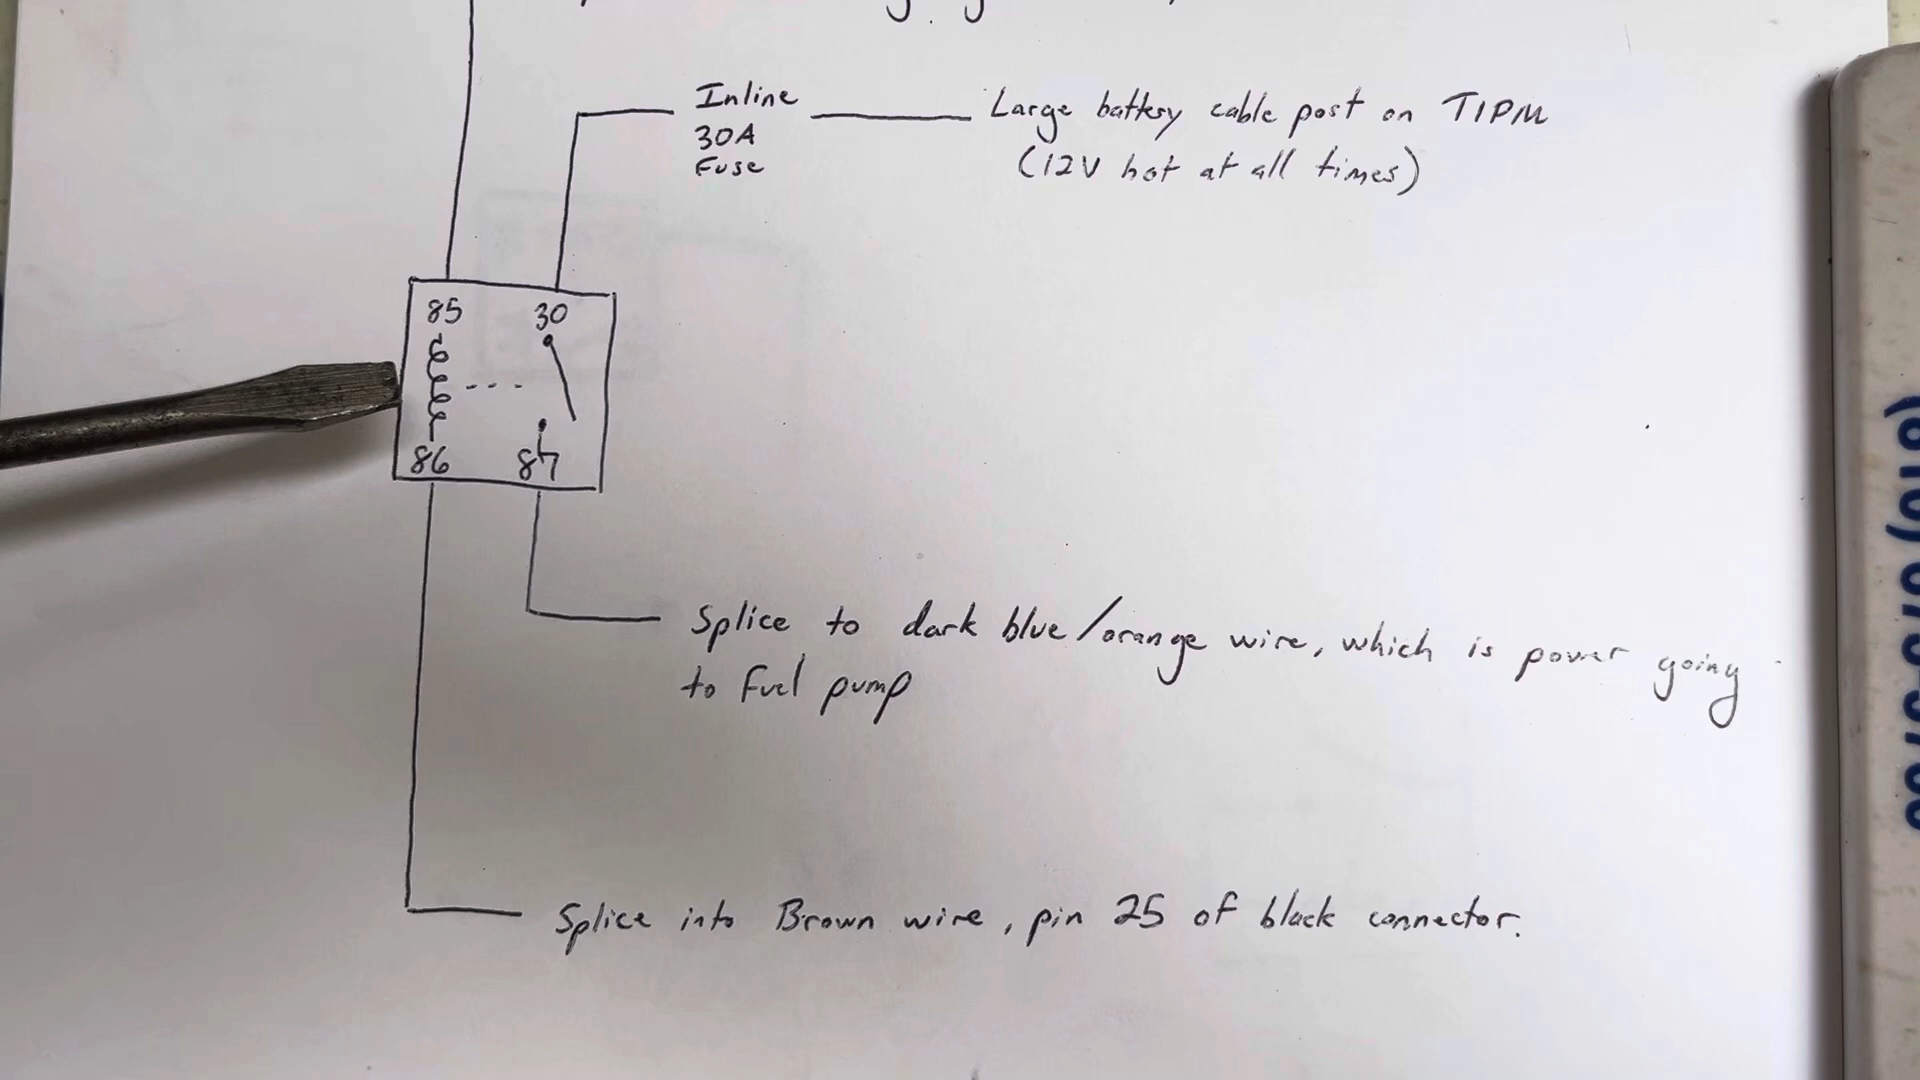 Inline
30A
Fuse
Large battery cable post on TIPM
(12V hot at all times)
85 30
86 87
Splice to dark blue/orange wire, which is power going
to fuel pump
Splice into Brown wire, pin 25 of black connector.